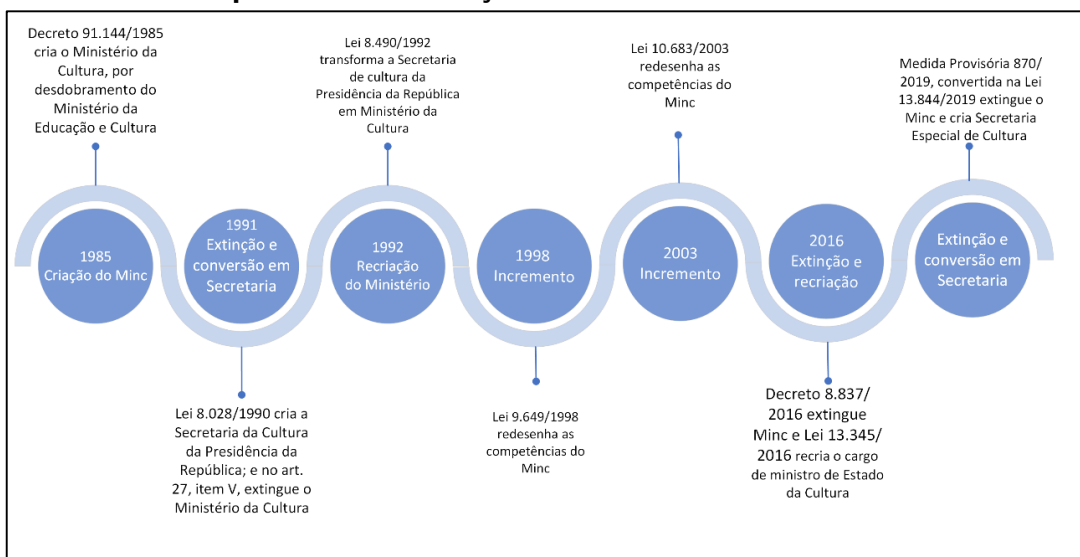 Decreto 91.144/1985
cria o Ministério da
Cultura, por
desdobramento do
Ministério da
Educação e Cultura
1985
Criação do Minc
1991
Extinção e
conversão em
Secretaria
Lei 8.028/1990 cria a
Secretaria da Cultura
da Presidência da
República; e no art.
27, item V, extingue o
Ministério da Cultura
Lei 8.490/1992
transforma a Secretaria
de cultura da
Presidência da República
em Ministério da
Cultura
1992
Recriação
do Ministério
1998
Incremento
Lei 9.649/1998
redesenha as
competências do
Minc
Lei 10.683/2003
redesenha as
competências do
Minc
2003
Incremento
2016
Extinção e
recriação
Decreto 8.837/
2016 extingue
Minc e Lei 13.345/
2016 recria o cargo
de ministro de Estado
da Cultura
Medida Provisória 870/
2019, convertida na Lei
13.844/2019 extingue o
Minc e cria Secretaria
Especial de Cultura
Extinção e
conversão em
Secretaria